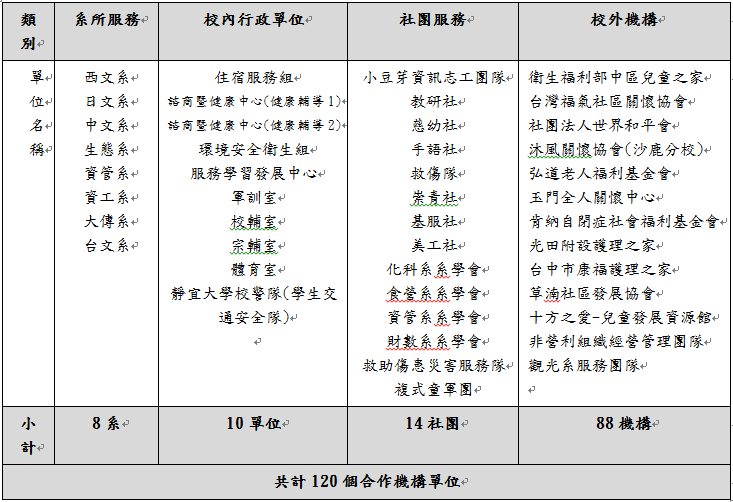 類別 系所服務 校內行政單位 社團服務 校外機構
單位名稱
西文系
日文系
中文系
生態系
資管系
資工系
大傳系
台文系
住宿服務組
諮商暨健康中心(健康輔導1)
諮商暨健康中心(健康輔導2)
環境安全衛生組
服務學習發展中心
軍訓室
校輔室
宗輔室
體育室
靜宜大學校警隊(學生交
通安全隊)
小豆芽資訊志工團隊
教研社
慈幼社
手語社
救傷隊
崇青社
基服社
美工社
化科系系學會
食營系系學會
資管系系學會
財數系系學會
救助傷患災害服務隊
複式童軍團
衛生福利部中區兒童之家
台灣福氣社區關懷協會
社團法人世界和平會
沐風關懷協會(沙鹿分校)
弘道老人福利基金會
玉門全人關懷中心
肯納自閉症社會福利基金會
光田附設護理之家
台中市康福護理之家
草湳社區發展協會
十方之愛-兒童發展資源館
非營利組織經營管理團隊
觀光系服務團隊
小計 8系 10單位 14社團 88機構
共計120個合作機構單位